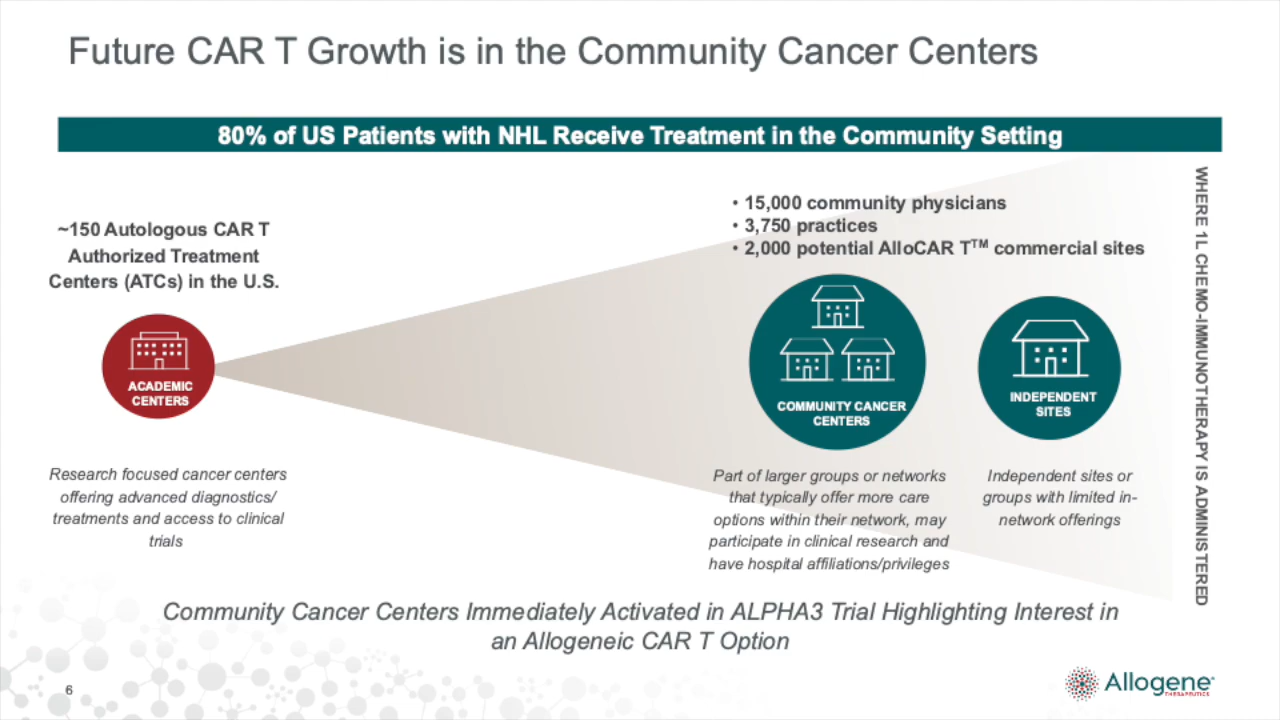 Future CAR T Growth is in the Community Cancer Centers
80% of US Patients with NHL Receive Treatment in the Community Setting
~150 Autologous CAR T
Authorized Treatment
Centers (ATCs) in the U.S.
ACADEMIC
CENTERS
Research focused cancer centers
offering advanced diagnostics/
treatments and access to clinical
trials
• 15,000 community physicians
• 3,750 practices
• 2,000 potential AlloCAR T™ commercial sites
COMMUNITY CANCER
CENTERS
Part of larger groups or networks
that typically offer more care
options within their network, may
participate in clinical research and
have hospital affiliations/privileges
INDEPENDENT
SITES
Independent sites or
groups with limited in-
network offerings
WHERE 1L CHEMO-IMMUNOTHERAPY IS ADMINISTERED
Community Cancer Centers Immediately Activated in ALPHA3 Trial Highlighting Interest in
an Allogeneic CAR T Option
6
Allogene
THERAPEUTICS